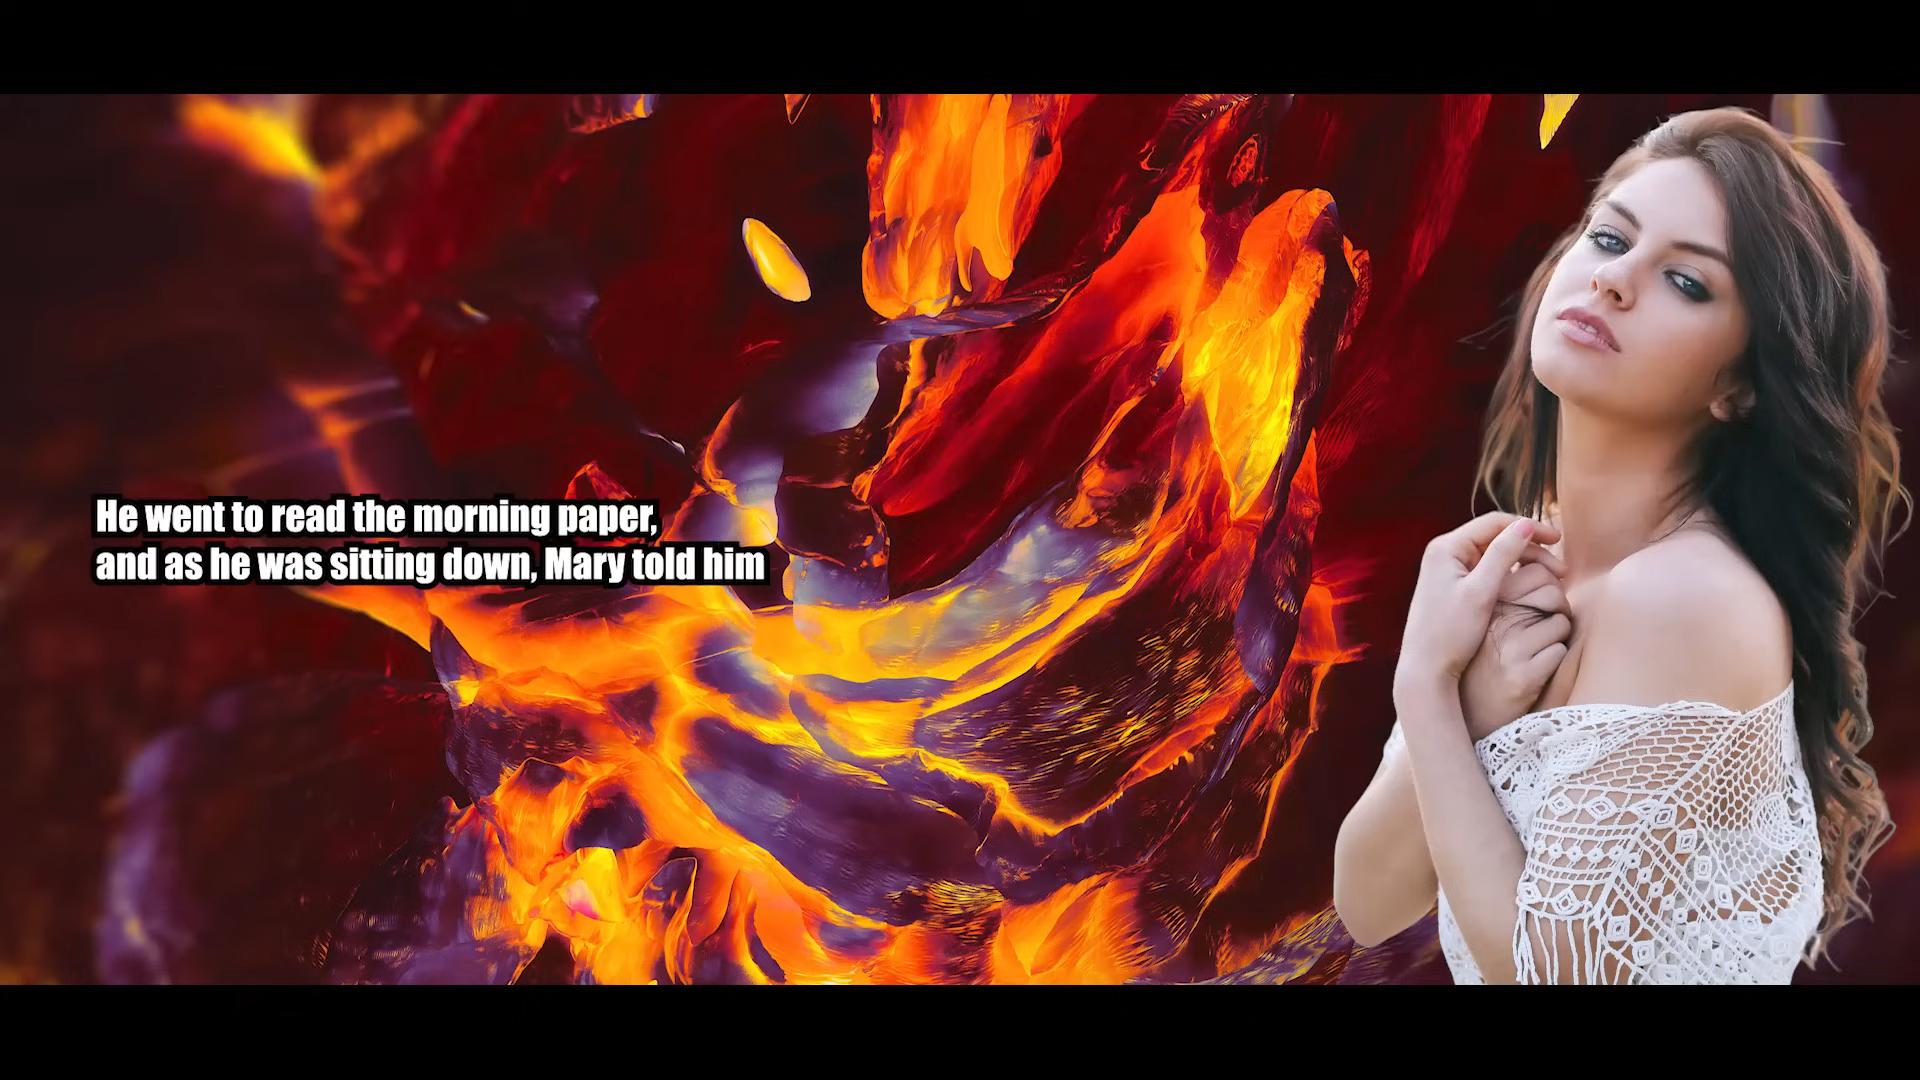 He went to read the morning paper,
and as he was sitting down, Mary told him